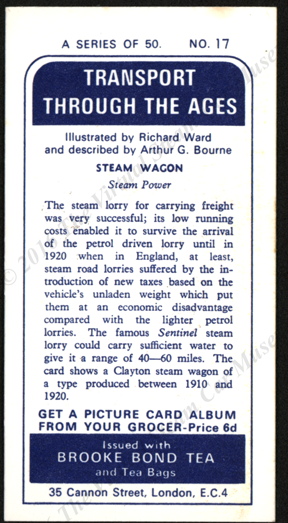 A SERIES OF 50. NO. 17
TRANSPORT
THROUGH THE AGES
Illustrated by Richard Ward
and described by Arthur G. Bourne
STEAM WAGON
Steam Power
The steam lorry for carrying freight
was very successful; its low running
costs enabled it to survive the arrival
of the petrol driven lorry until in
1920 when in England, at least,
steam road lorries suffered by the in-
troduction of new taxes based on the
vehicle's unladen weight which put
them at an economic disadvantage
compared with the lighter petrol
lorries. The famous Sentinel steam
lorry could carry sufficient water to
give it a range of 40—60 miles. The
card shows a Clayton steam wagon of
a type produced between 1910 and
1920.
GET A PICTURE CARD ALBUM
FROM YOUR GROCER-Price 6d
Issued with
BROOKE BOND TEA
and Tea Bags
35 Cannon Street, London, E.C.4